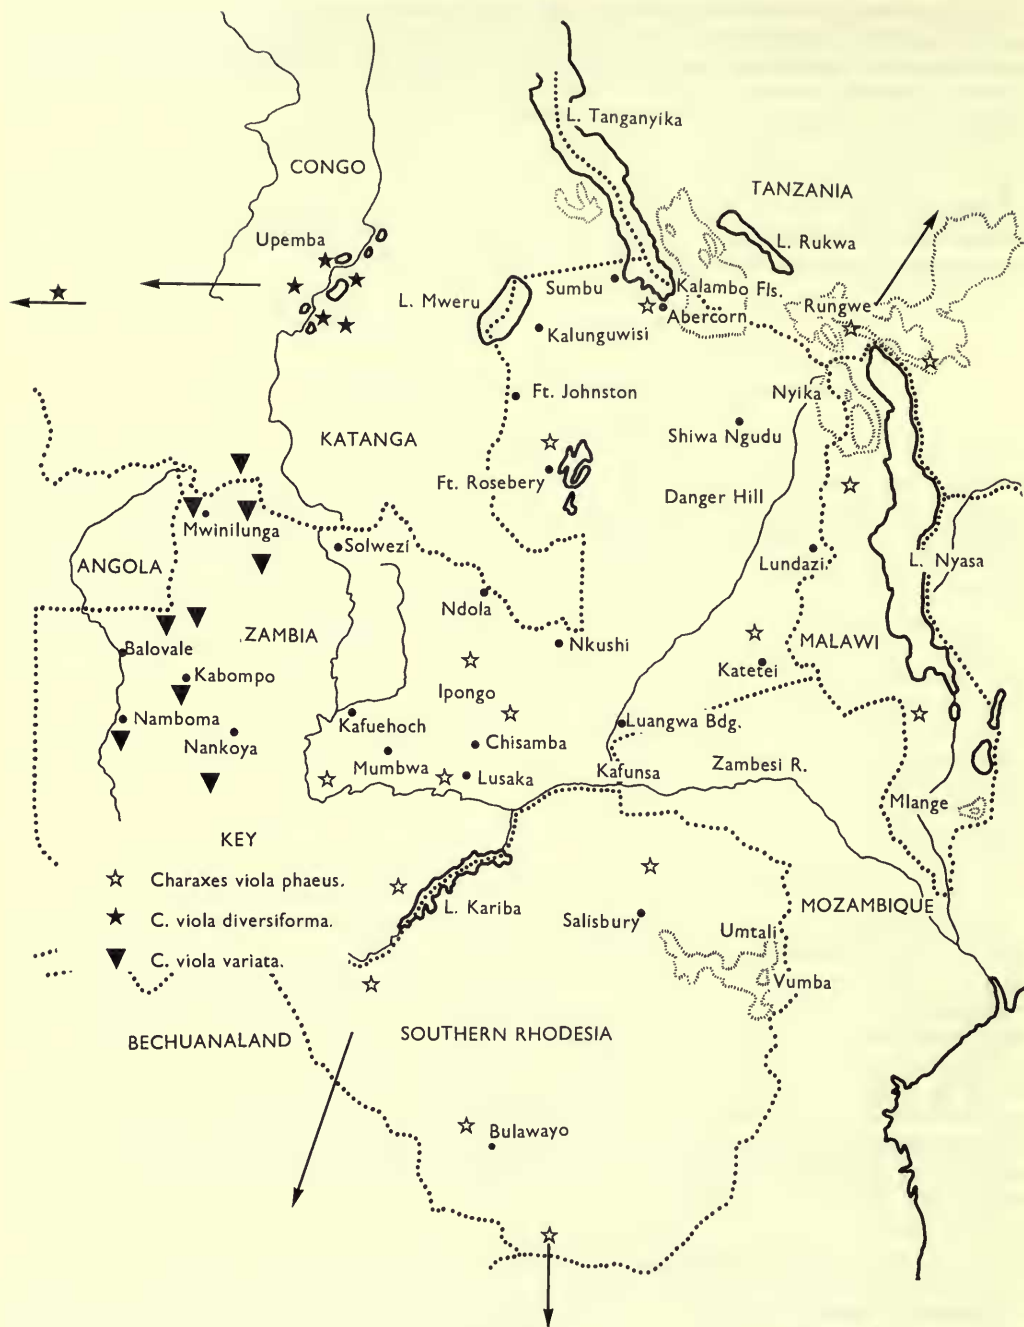 L. Tanganyika
CONGO
TANZANIA
Upemba
L. Rukwa
Sumbu
Kalambo Fls.
L. Mweru
Abercorn
Rungwe
Kalunguwisi
Ft. Johnston
Nyika
KATANGA
Shiwa Ngudu
Ft. Rosebery
Danger Hill
Mwinilunga
Solwezi
ANGOLA
Lundazi.
L. Nyasa
Ndola
ZAMBIA
Nkushi
MALAWI
Balovale
Katetei
Kabompo
Ipongo
Namboma
Kafuehoch
Luangwa Bdg.
Nankoya
Chisamba
Mumbwa
Lusaka
Kafunsa
Zambesi R.
Mlange
KEY
Charaxes viola phaeus.
C. viola diversiforma.
C. viola variata.
L. Kariba
Salisbury
MOZAMBIQUE
Umtali
Vumba
BECHUANALAND
SOUTHERN RHODESIA
Bulawayo